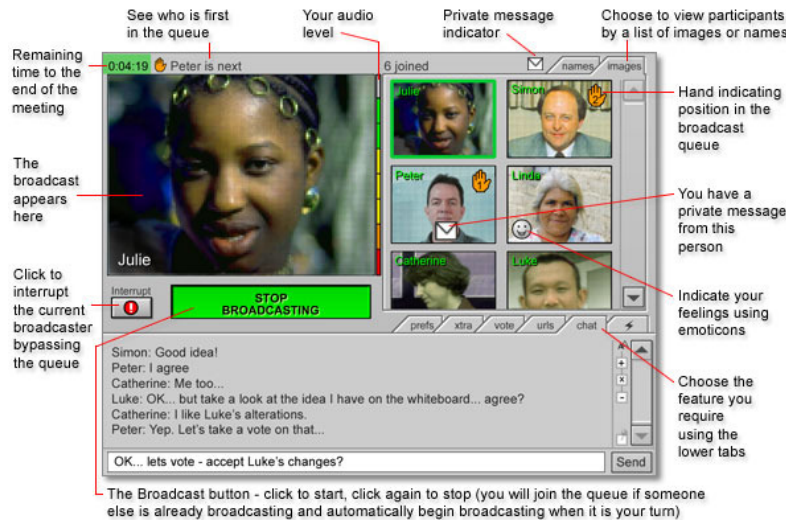 See who is first
in the queue
Your audio
level
Private message
indicator
Choose to view participants
by a list of images or names
Remaining
time to the
end of the
meeting
0:04:19
Peter is next
6 joined
names
images
Julie
Simon
2
Hand indicating
position in the
broadcast
queue
The
broadcast
appears
here
Peter
1
Linda
You have a
private message
from this
person
Julie
Catherine
Luke
Click to
interrupt
the current
broadcaster
bypassing
the queue
Interrupt
STOP
BROADCASTING
Indicate your
feelings using
emoticons
prefs
xtra
vote
urls
chat
Simon: Good idea!
Peter: I agree
Catherine: Me too...
Luke: OK... but take a look at the idea I have on the whiteboard... agree?
Catherine: I like Luke's alterations.
Peter: Yep. Let's take a vote on that...
Choose the
feature you
require
using the
lower tabs
OK... lets vote - accept Luke's changes?
Send
The Broadcast button - click to start, click again to stop (you will join the queue if someone
else is already broadcasting and automatically begin broadcasting when it is your turn)